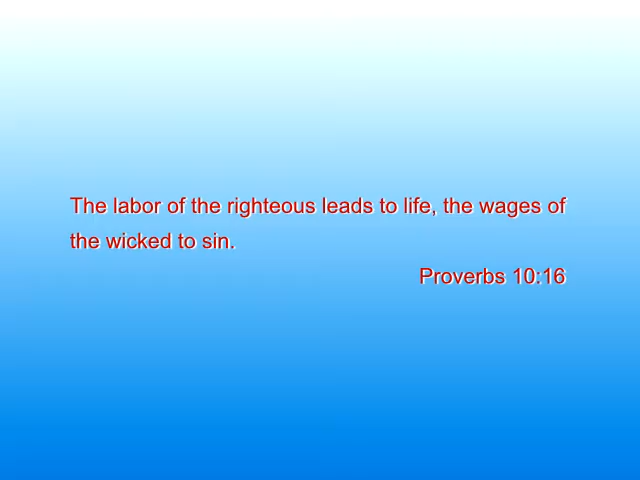 The labor of the righteous leads to life, the wages of
the wicked to sin.
Proverbs 10:16